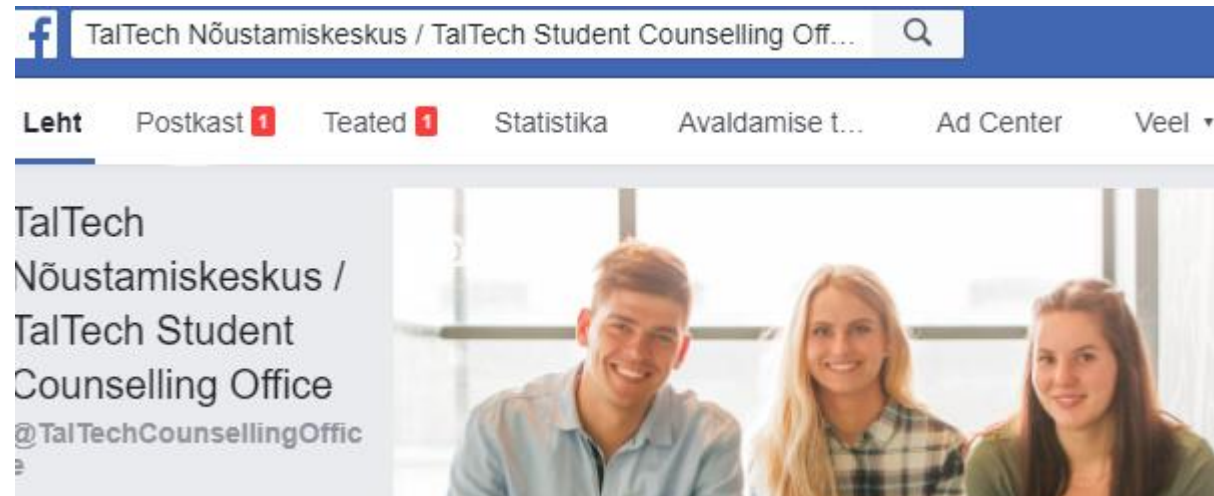 f TalTech Nõustamiskeskus / TalTech Student Counselling Off...
Leht Postkast 1 Teated 1 Statistika Avaldamise t... Ad Center Veel
TalTech
Nõustamiskeskus /
TalTech Student
Counselling Office
@TalTechCounsellingOffic
e